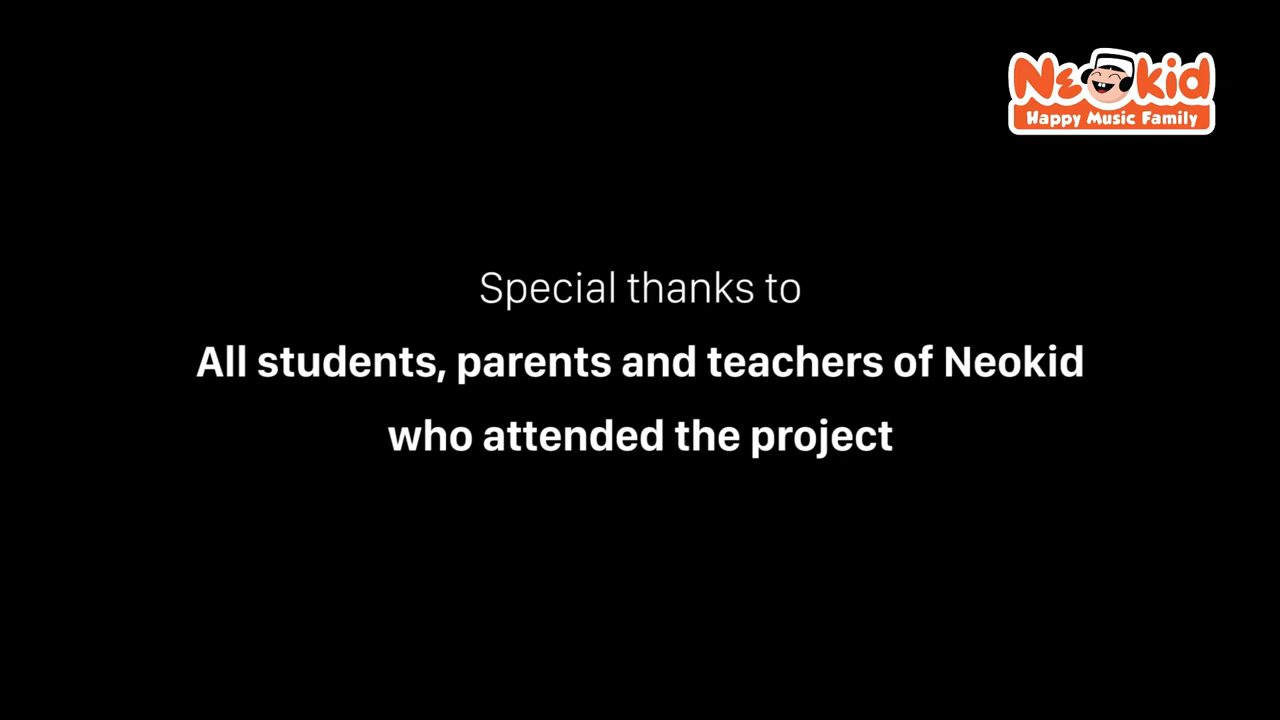 Neokid
Happy Music Family
Special thanks to
All students, parents and teachers of Neokid
who attended the project